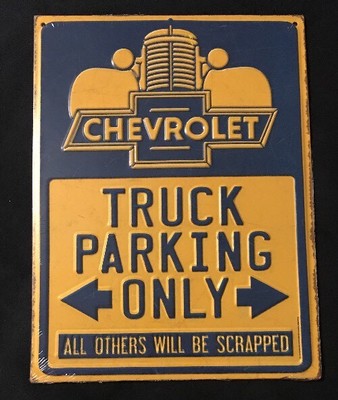 CHEVROLET
TRUCK
PARKING
ONLY
ALL OTHERS WILL BE SCRAPPED